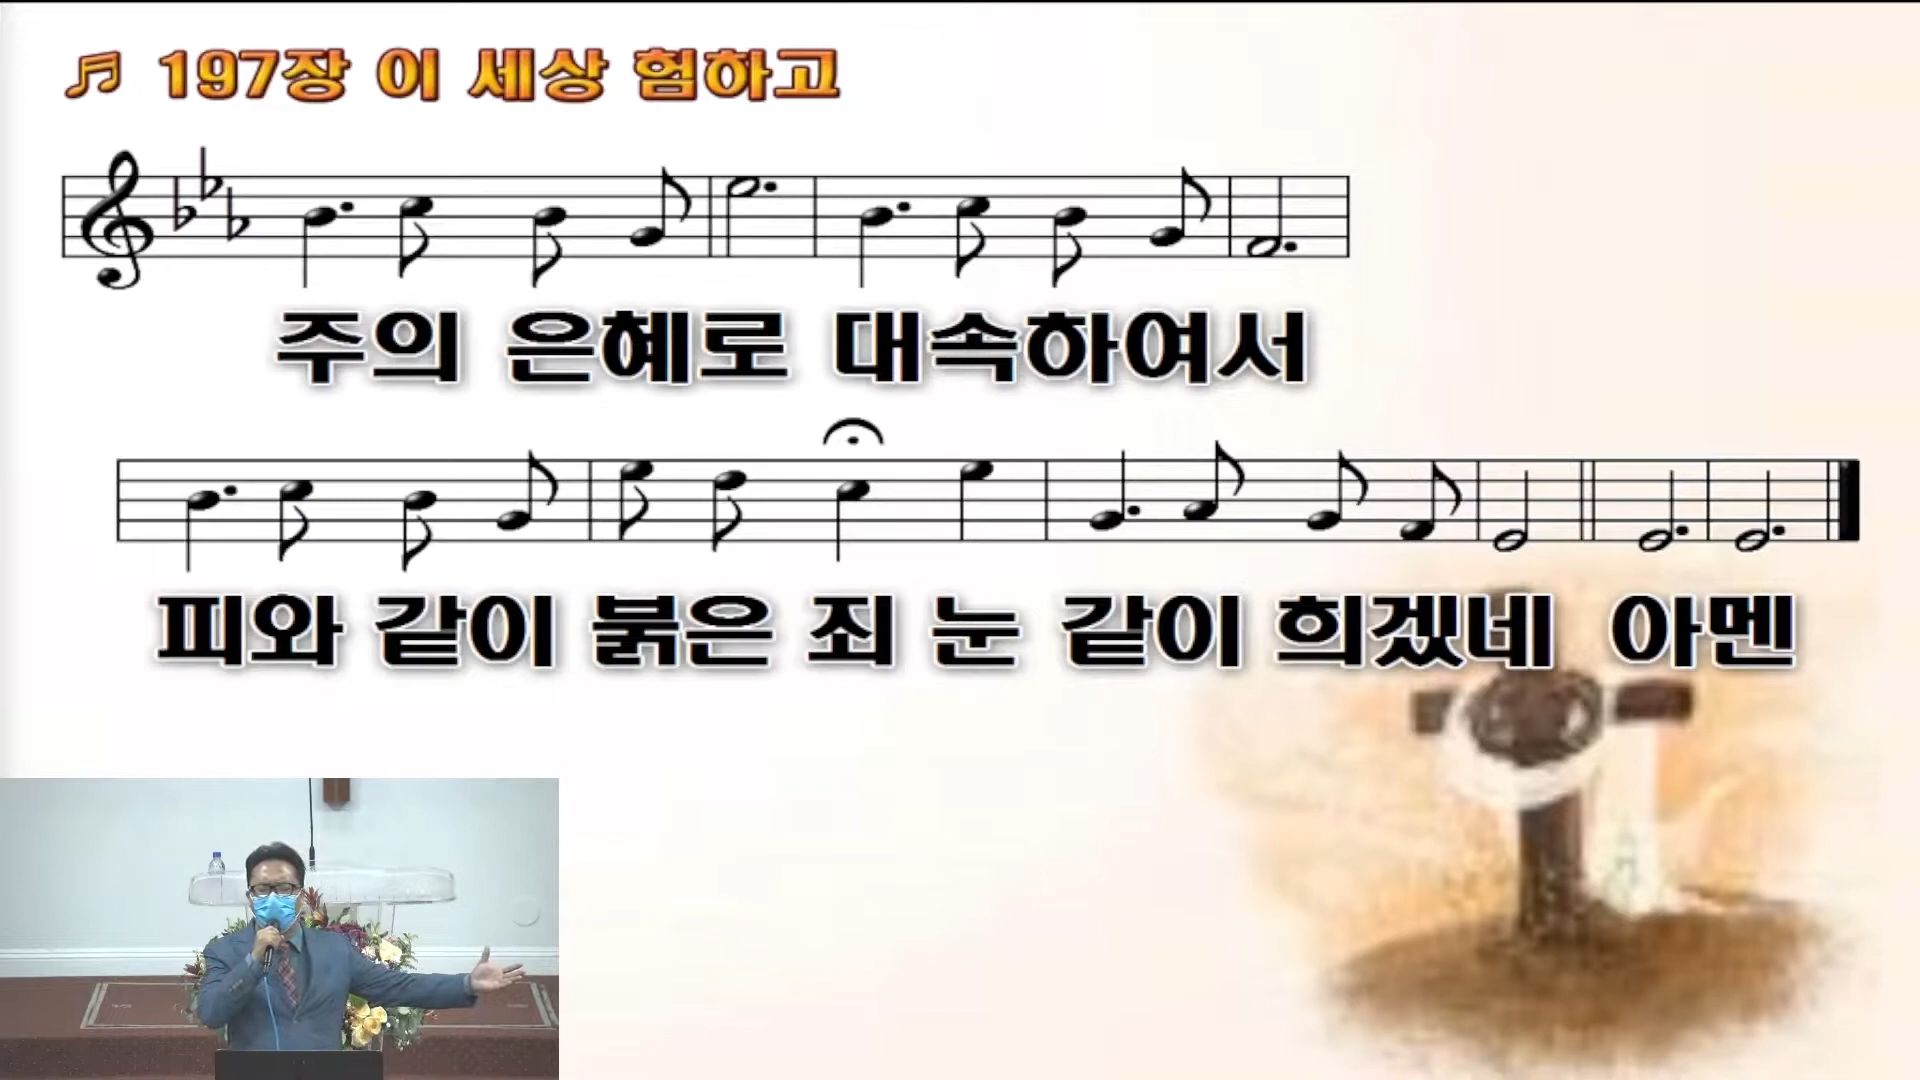 ♬ 197장 이 세상 험하고
주의 은혜로 대속하여서
피와 같이 붉은 죄 눈 같이 희겠네 아멘